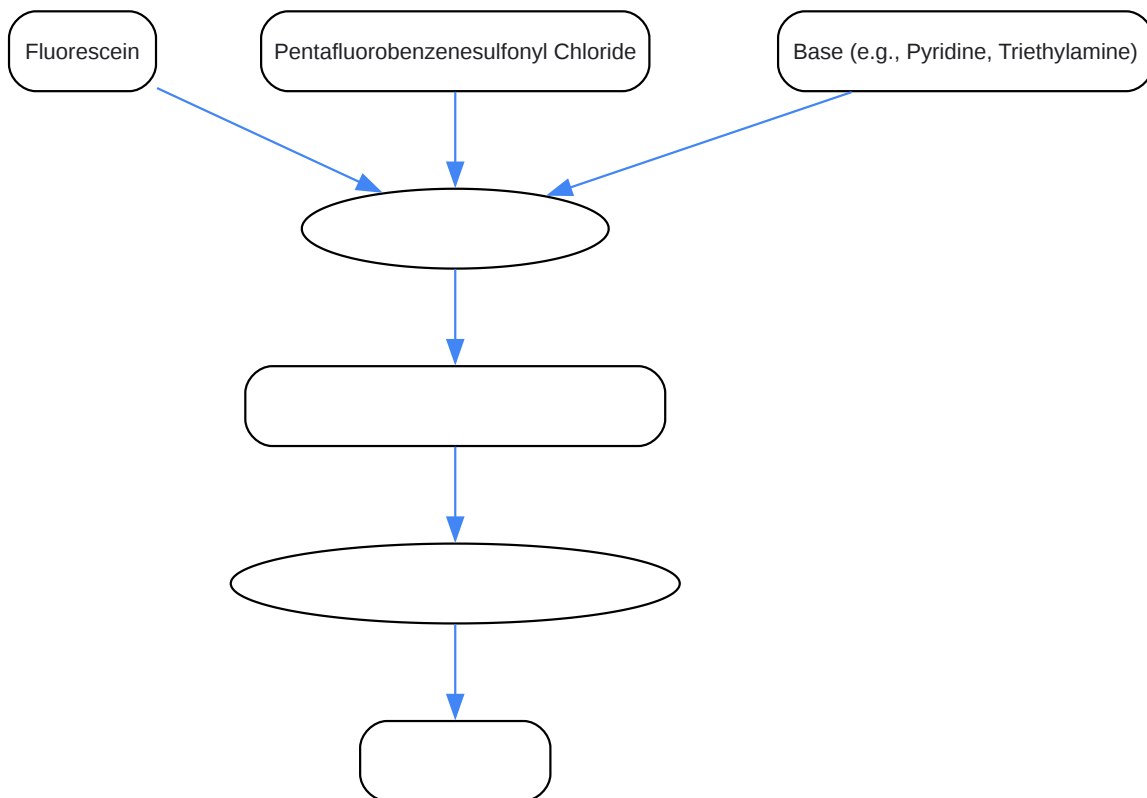 Fluorescein
Pentafluorobenzenesulfonyl Chloride
Base (e.g., Pyridine, Triethylamine)